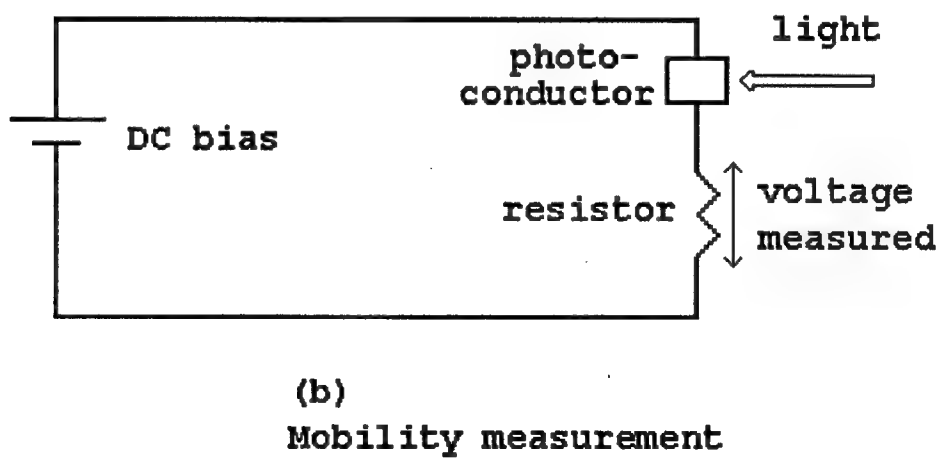 light
photo-
conductor
DC bias
resistor
voltage
measured
(b)
Mobility measurement